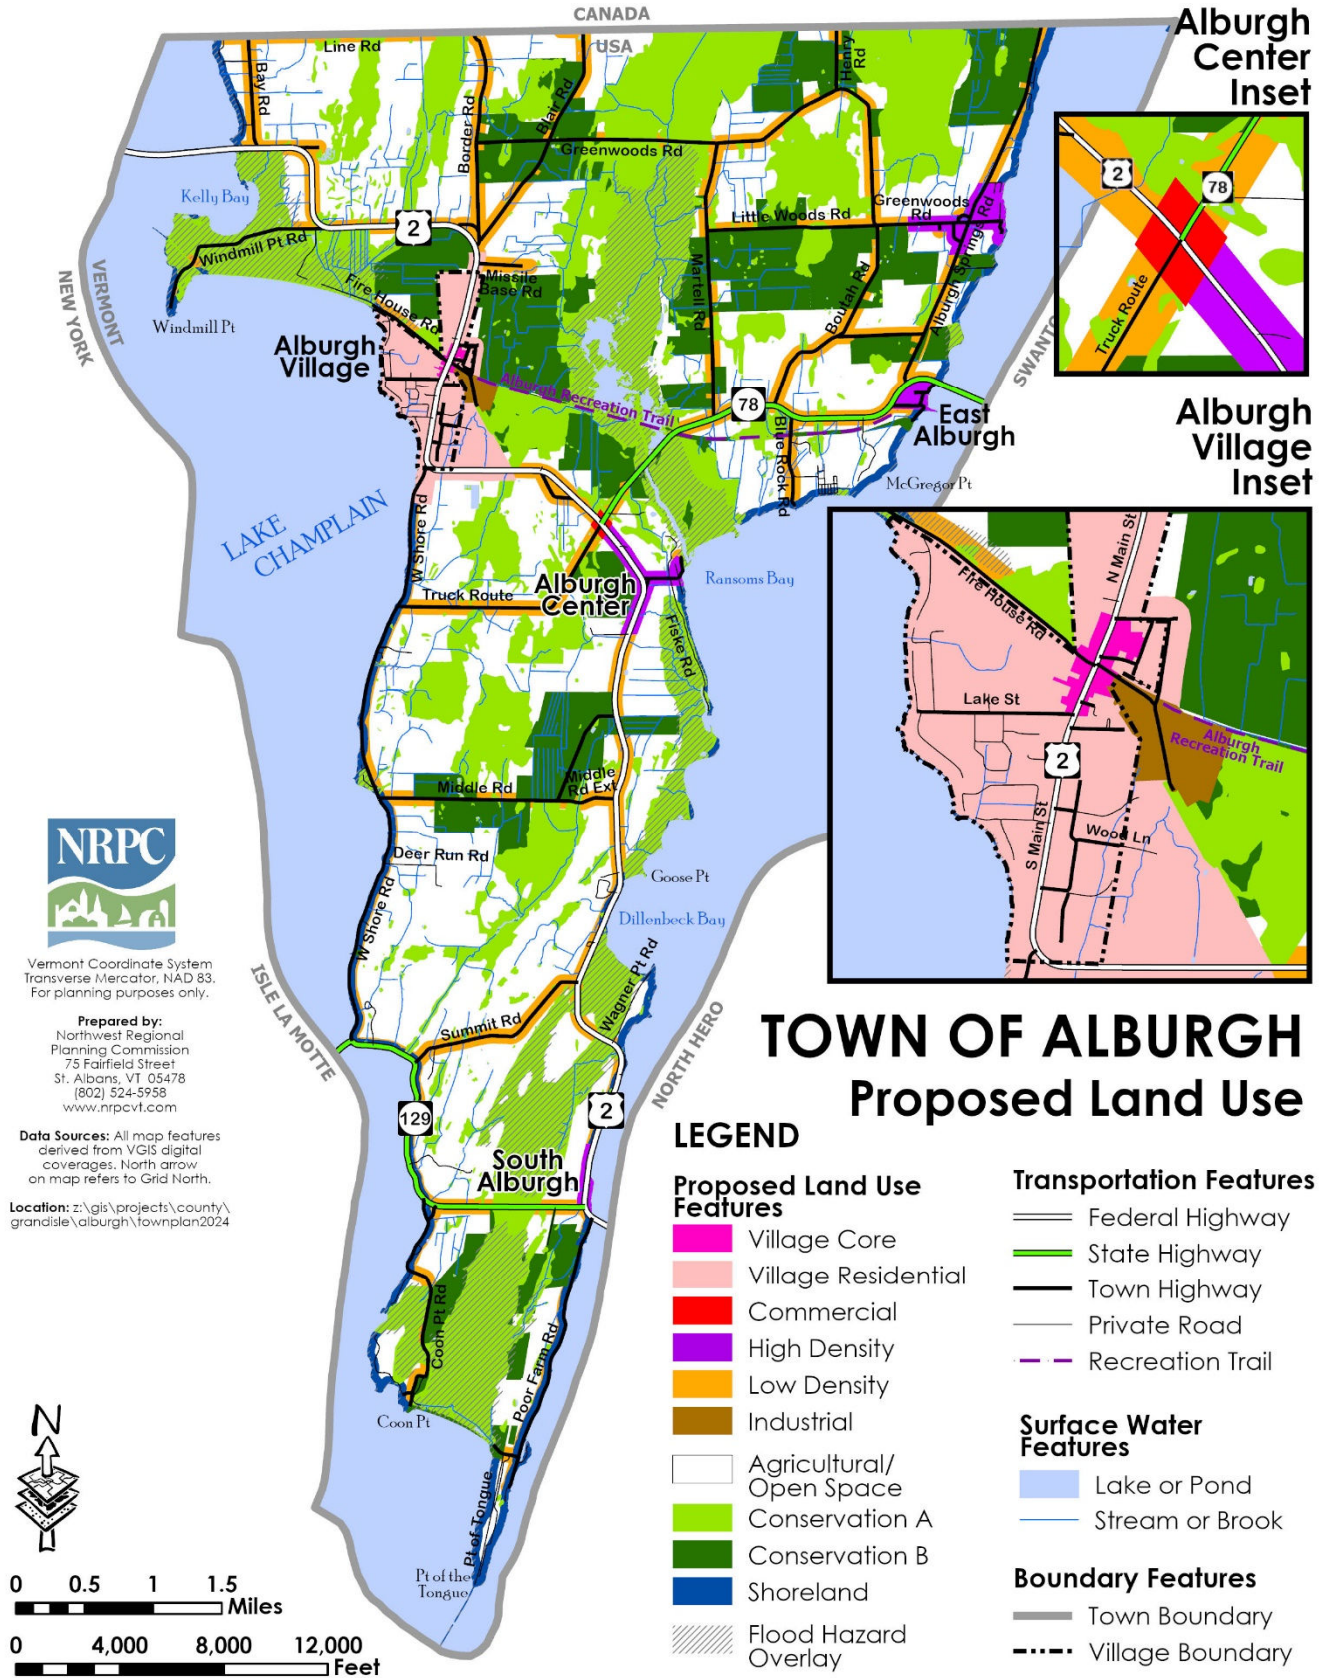 CANADA
USA
Line Rd
Bay Rd
Border Rd
Blair Rd
Henry Rd
Greenwoods Rd
Kelly Bay
2
Little Woods Rd
Greenwoods
Rd
Windmill Pt Rd
Missile
Base Rd
Martell Rd
Boutah Rd
Alburgh Springs Rd
VERMONT
NEW YORK
Windmill Pt
Fire House Rd
Alburgh
Village
Alburgh Recreation Trail
78
East
Alburgh
SWANTO
Blue Rock Rd
McGregor Pt
LAKE
CHAMPLAIN
W Shore Rd
Alburgh
Center
Ransoms Bay
Truck Route
Fiske Rd
Middle Rd
Middle
Rd Ext
Deer Run Rd
Goose Pt
Dillenbeck Bay
W Shore Rd
Wagner Pt Rd
ISLE LA MOTTE
Summit Rd
NORTH HERO
129
2
South
Alburgh
Coon Pt Rd
Poor Farm Rd
Coon Pt
Pt of Tongue
Pt of the
Tongue
Alburgh
Center
Inset
2
78
Truck Route
Alburgh
Village
Inset
N Main St
Fire House Rd
Lake St
2
Alburgh
Recreation Trail
S Main St
Wood Ln
NRPC
Vermont Coordinate System
Transverse Mercator, NAD 83.
For planning purposes only.
Prepared by:
Northwest Regional
Planning Commission
75 Fairfield Street
St. Albans, VT 05478
(802) 524-5958
www.nrpcvt.com
Data Sources: All map features
derived from VGIS digital
coverages. North arrow
on map refers to Grid North.
Location: z:\gis\projects\county\
grandisle\alburgh\townplan2024
N
0 0.5 1 1.5
Miles
0 4,000 8,000 12,000
Feet
TOWN OF ALBURGH
Proposed Land Use
LEGEND
Proposed Land Use
Features
Village Core
Village Residential
Commercial
High Density
Low Density
Industrial
Agricultural/
Open Space
Conservation A
Conservation B
Shoreland
Flood Hazard
Overlay
Transportation Features
Federal Highway
State Highway
Town Highway
Private Road
Recreation Trail
Surface Water
Features
Lake or Pond
Stream or Brook
Boundary Features
Town Boundary
Village Boundary